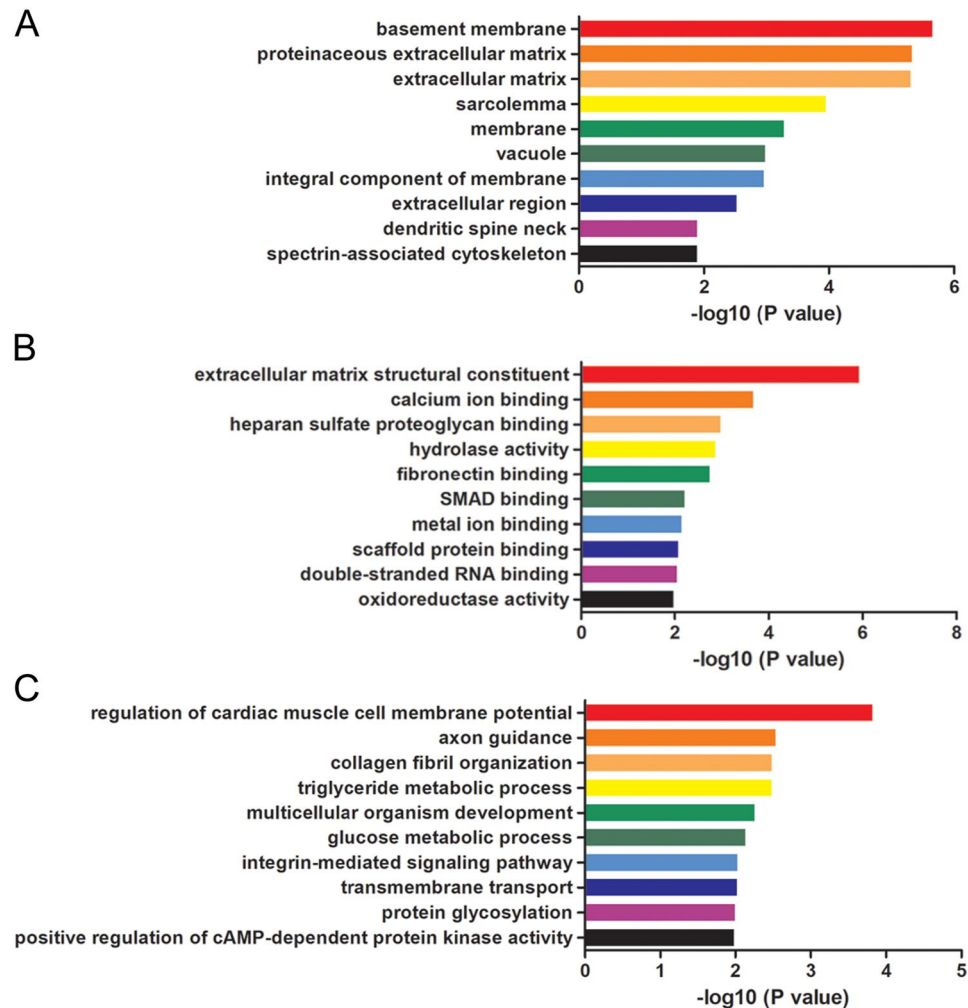 A
basement membrane
proteinaceous extracellular matrix
extracellular matrix
sarcolemma
membrane
vacuole
integral component of membrane
extracellular region
dendritic spine neck
spectrin-associated cytoskeleton
0 2 4 6
-log10 (P value)
B
extracellular matrix structural constituent
calcium ion binding
heparan sulfate proteoglycan binding
hydrolase activity
fibronectin binding
SMAD binding
metal ion binding
scaffold protein binding
double-stranded RNA binding
oxidoreductase activity
0 2 4 6 8
-log10 (P value)
C
regulation of cardiac muscle cell membrane potential
axon guidance
collagen fibril organization
triglyceride metabolic process
multicellular organism development
glucose metabolic process
integrin-mediated signaling pathway
transmembrane transport
protein glycosylation
positive regulation of cAMP-dependent protein kinase activity
0 1 2 3 4 5
-log10 (P value)